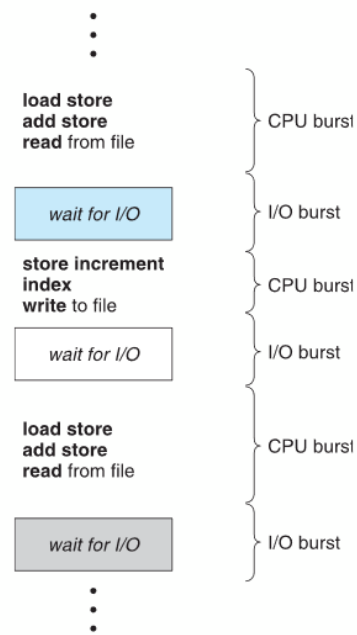 load store
add store
read from file
CPU burst
wait for I/O
I/O burst
store increment
index
write to file
CPU burst
wait for I/O
I/O burst
load store
add store
read from file
CPU burst
wait for I/O
I/O burst